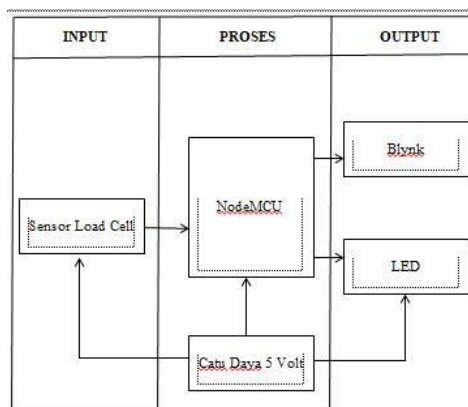 INPUT
PROSES
OUTPUT
Blynk
NodeMCU
Sensor Load Cell
LED
Catu Daya 5 Volt